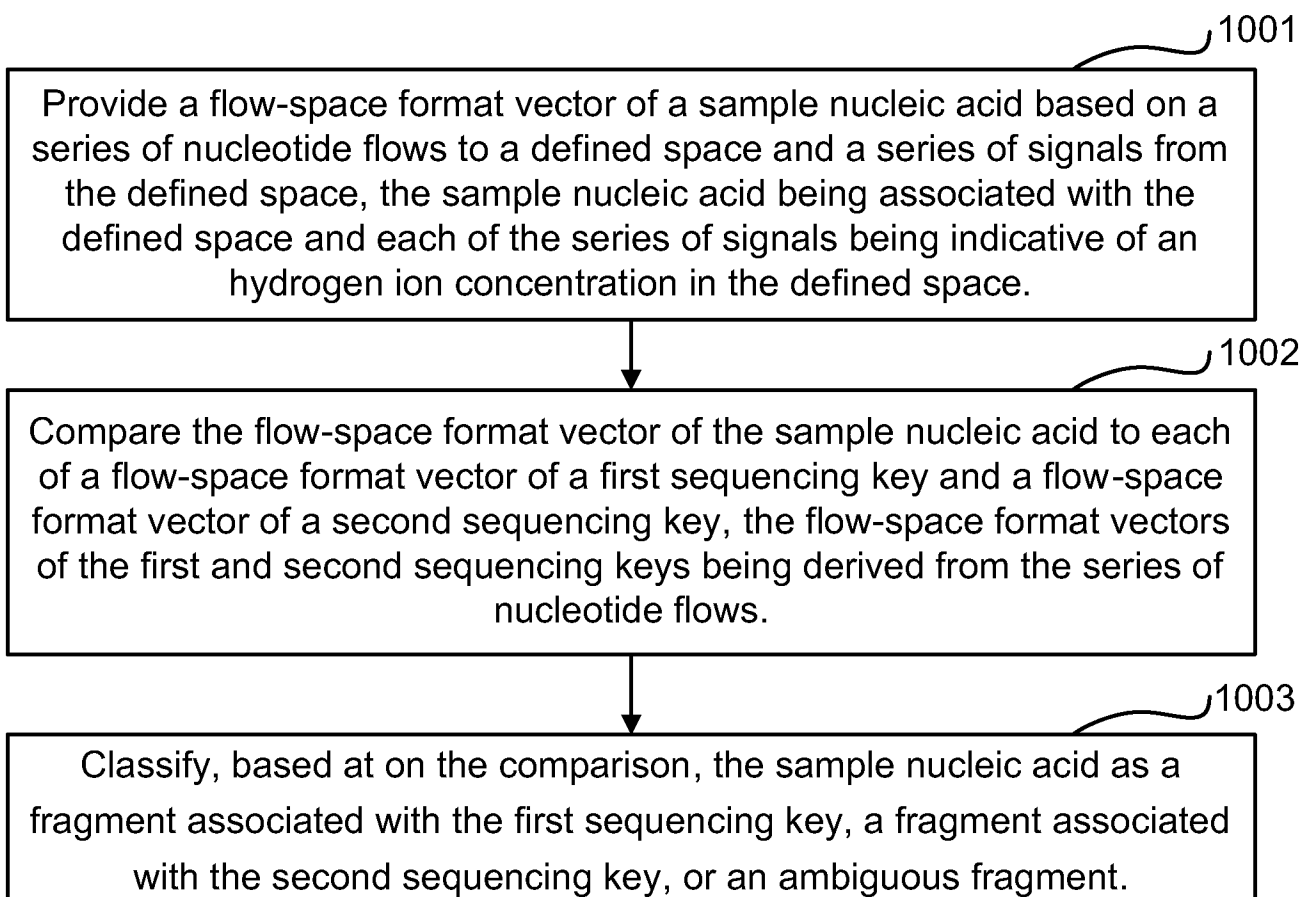 1001
Provide a flow-space format vector of a sample nucleic acid based on a
series of nucleotide flows to a defined space and a series of signals from
the defined space, the sample nucleic acid being associated with the
defined space and each of the series of signals being indicative of an
hydrogen ion concentration in the defined space.
1002
Compare the flow-space format vector of the sample nucleic acid to each
of a flow-space format vector of a first sequencing key and a flow-space
format vector of a second sequencing key, the flow-space format vectors
of the first and second sequencing keys being derived from the series of
nucleotide flows.
1003
Classify, based at on the comparison, the sample nucleic acid as a
fragment associated with the first sequencing key, a fragment associated
with the second sequencing key, or an ambiguous fragment.